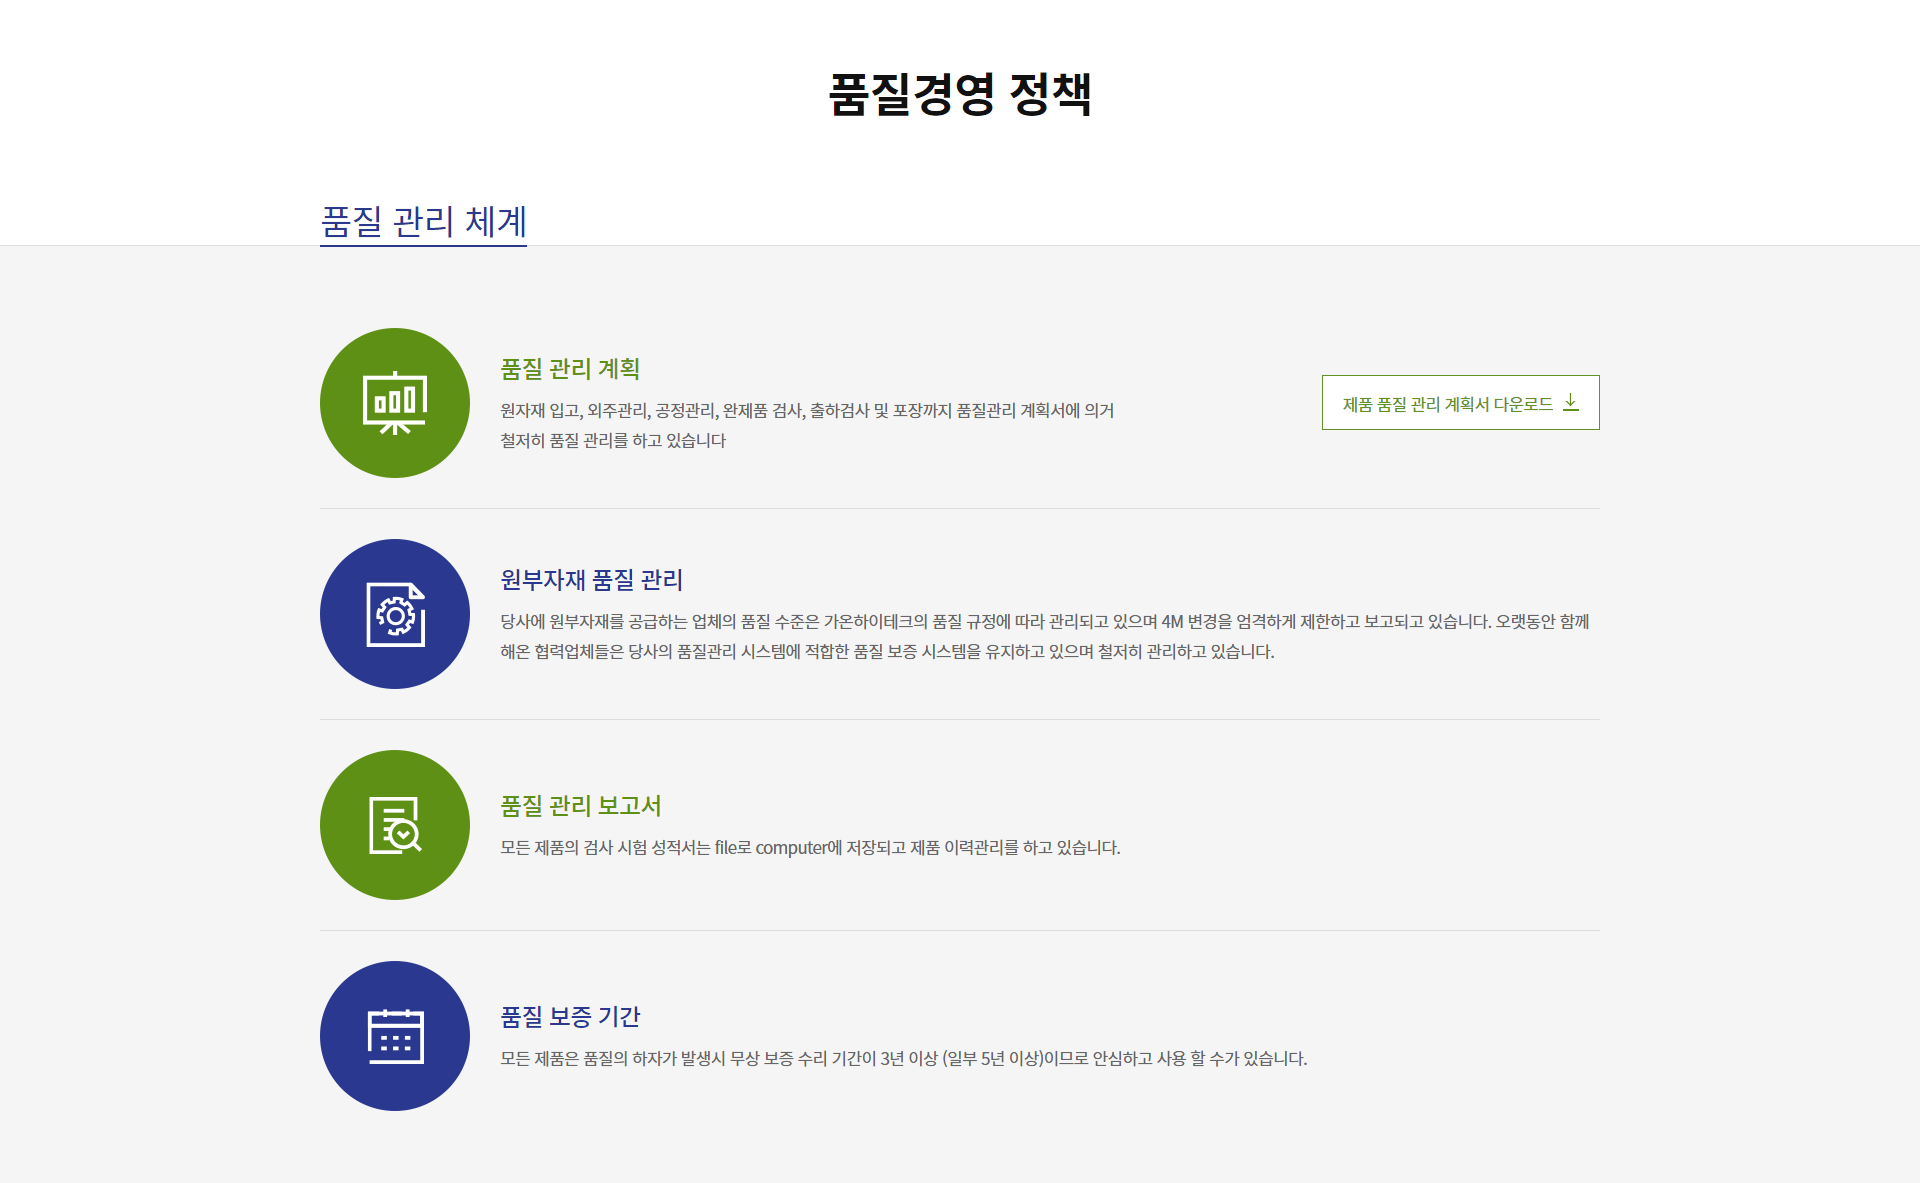 품질경영 정책
품질 관리 체계
품질 관리 계획
원자재 입고, 외주관리, 공정관리, 완제품 검사, 출하검사 및 포장까지 품질관리 계획서에 의거
철저히 품질 관리를 하고 있습니다
제품 품질 관리 계획서 다운로드
원부자재 품질 관리
당사에 원부자재를 공급하는 업체의 품질 수준은 가온하이테크의 품질 규정에 따라 관리되고 있으며 4M 변경을 엄격하게 제한하고 보고되고 있습니다. 오랫동안 함께
해온 협력업체들은 당사의 품질관리 시스템에 적합한 품질 보증 시스템을 유지하고 있으며 철저히 관리하고 있습니다.
품질 관리 보고서
모든 제품의 검사 시험 성적서는 file로 computer에 저장되고 제품 이력관리를 하고 있습니다.
품질 보증 기간
모든 제품은 품질의 하자가 발생시 무상 보증 수리 기간이 3년 이상 (일부 5년 이상)이므로 안심하고 사용 할 수가 있습니다.